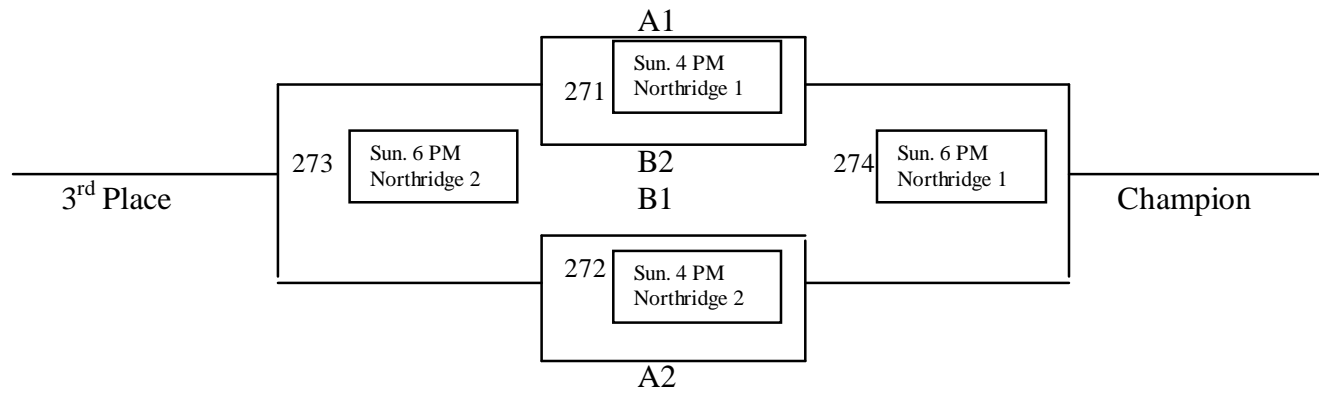 A1
271
Sun. 4 PM
Northridge 1
273
Sun. 6 PM
Northridge 2
B2
B1
274
Sun. 6 PM
Northridge 1
3rd Place
Champion
272
Sun. 4 PM
Northridge 2
A2